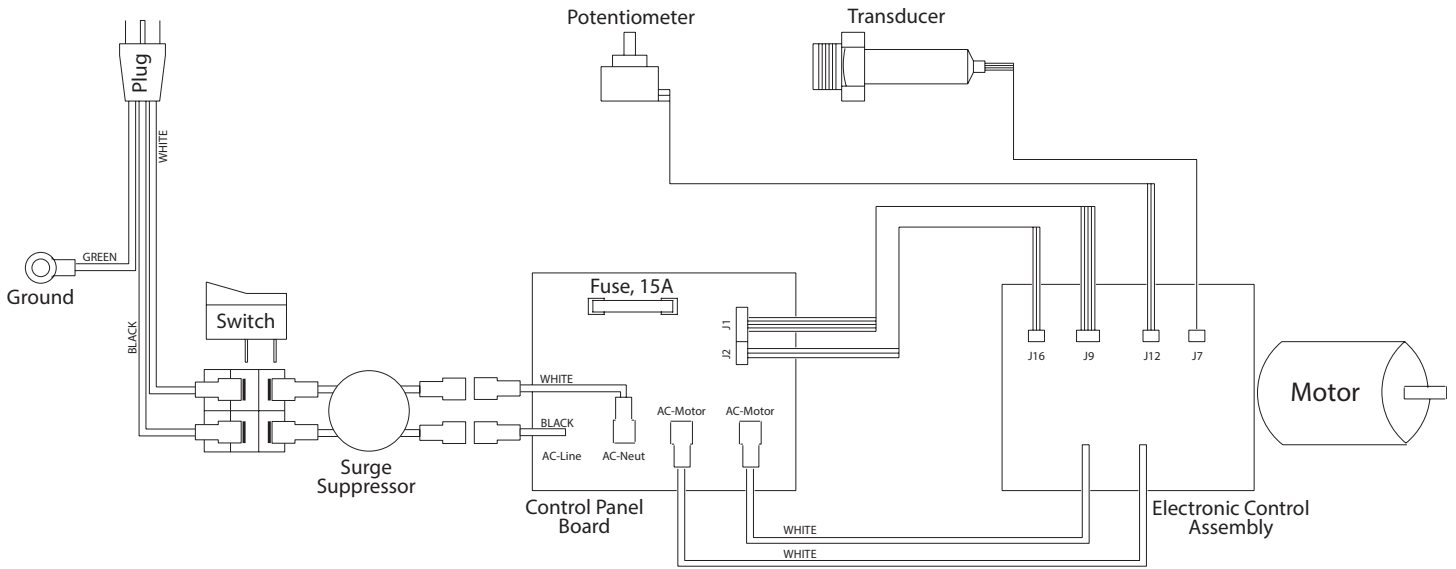 Potentiometer
Transducer
Plug
WHITE
GREEN
Ground
BLACK
Switch
Fuse, 15A
J1
J2
J16
J9
J12
J7
Motor
WHITE
BLACK
AC-Motor
AC-Motor
AC-Line
AC-Neut
Surge
Suppressor
Control Panel
Board
Electronic Control
Assembly
WHITE
WHITE